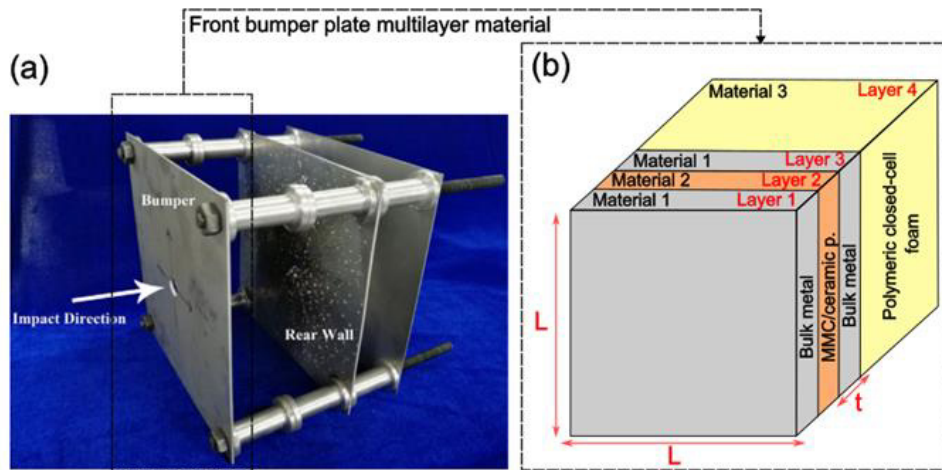 Front bumper plate multilayer material
(a)
Bumper
Impact Direction
Rear Wall
(b)
Material 3
Layer 4
Material 1
Layer 3
Material 2
Layer 2
Material 1
Layer 1
L
L
t
Bulk metal
MMC/ceramic p.
Bulk metal
Polymeric closed-cell
foam